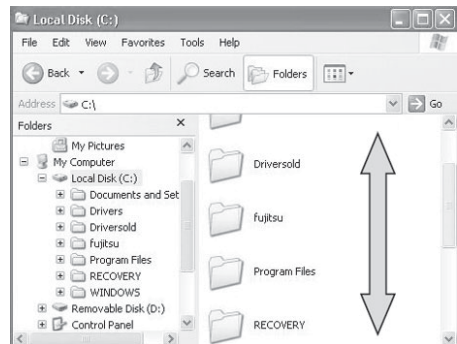 Local Disk (C:)
File Edit View Favorites Tools Help
Back Search Folders
Address C:\ Go
Folders
My Pictures
My Computer
Local Disk (C:)
Documents and Set
Drivers
Driversold
fujitsu
Program Files
RECOVERY
WINDOWS
Removable Disk (D:)
Control Panel
Driversold
fujitsu
Program Files
RECOVERY